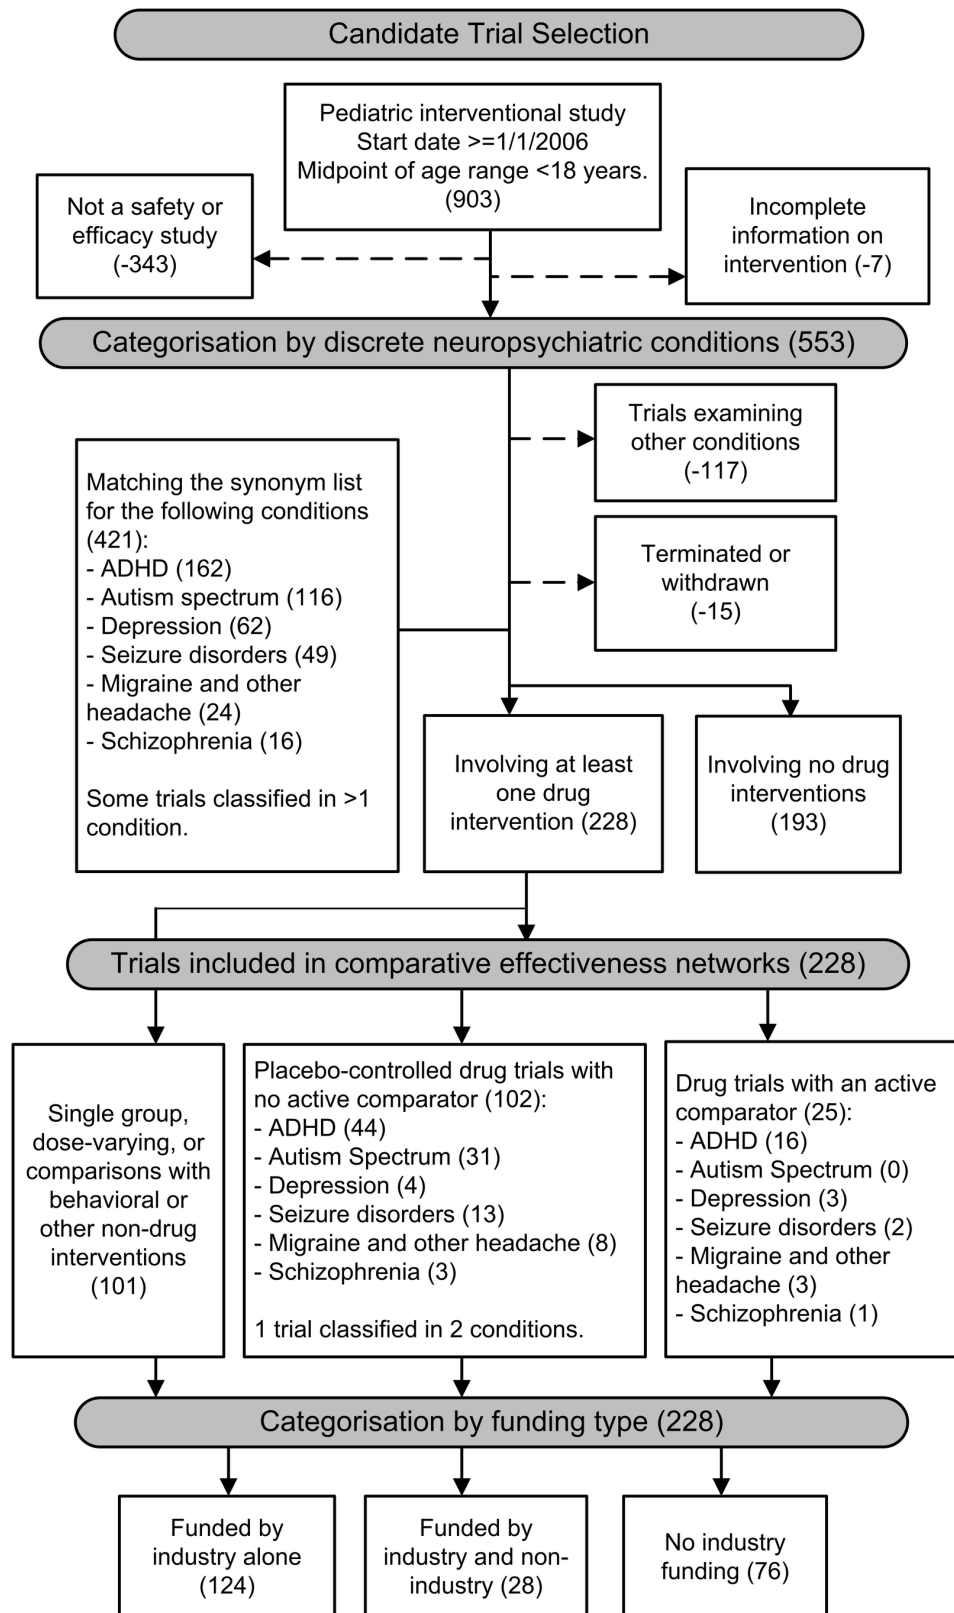 Candidate Trial Selection
Pediatric interventional study
Start date >=1/1/2006
Midpoint of age range <18 years.
(903)
Not a safety or
efficacy study
(-343)
Incomplete
information on
intervention (-7)
Categorisation by discrete neuropsychiatric conditions (553)
Trials examining
other conditions
(-117)
Matching the synonym list
for the following conditions
(421):
- ADHD (162)
- Autism spectrum (116)
- Depression (62)
- Seizure disorders (49)
- Migraine and other
headache (24)
- Schizophrenia (16)
Some trials classified in >1
condition.
Terminated or
withdrawn
(-15)
Involving at least
one drug
intervention (228)
Involving no drug
interventions
(193)
Trials included in comparative effectiveness networks (228)
Single group,
dose-varying, or
comparisons with
behavioral or
other non-drug
interventions
(101)
Placebo-controlled drug trials with
no active comparator (102):
- ADHD (44)
- Autism Spectrum (31)
- Depression (4)
- Seizure disorders (13)
- Migraine and other headache (8)
- Schizophrenia (3)
1 trial classified in 2 conditions.
Drug trials with an active
comparator (25):
- ADHD (16)
- Autism Spectrum (0)
- Depression (3)
- Seizure disorders (2)
- Migraine and other
headache (3)
- Schizophrenia (1)
Categorisation by funding type (228)
Funded by
industry alone
(124)
Funded by
industry and non-
industry (28)
No industry
funding (76)